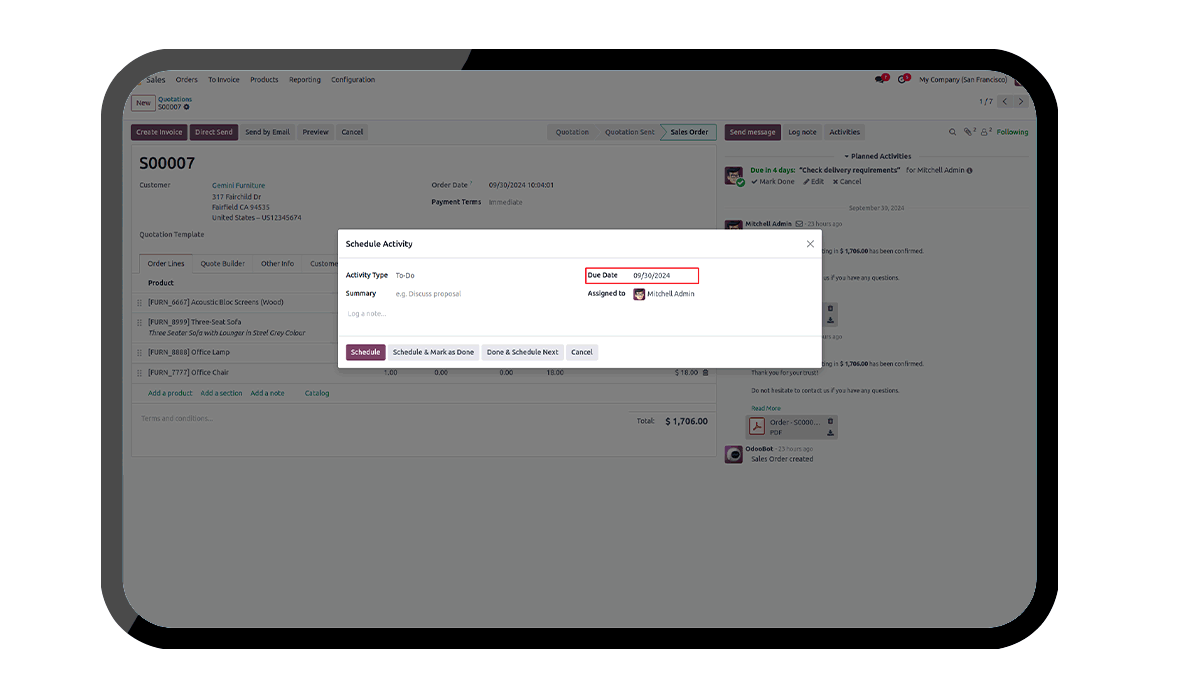 Sales Orders To Invoice Products Reporting Configuration
My Company (San Francisco)
New
Quotations
S00007
1 / 7
Create Invoice Direct Send Send by Email Preview Cancel
Quotation Quotation Sent Sales Order
Send message Log note Activities
2 2 Following
S00007
Customer
Gemini Furniture
317 Fairchild Dr
Fairfield CA 94535
United States – US12345674
Order Date ? 09/30/2024 10:04:01
Payment Terms Immediate
Quotation Template
Order Lines Quote Builder Other Info Custome
Product
[FURN_6667] Acoustic Bloc Screens (Wood)
[FURN_8999] Three-Seat Sofa
Three Seater Sofa with Lounger in Steel Grey Colour
[FURN_8888] Office Lamp
[FURN_7777] Office Chair 1.00 0.00 0.00 18.00 $ 18.00
Add a product Add a section Add a note Catalog
Terms and conditions...
Total: $ 1,706.00
Schedule Activity
Activity Type To-Do
Due Date 09/30/2024
Summary e.g. Discuss proposal
Assigned to Mitchell Admin
Log a note...
Schedule Schedule & Mark as Done Done & Schedule Next Cancel
Planned Activities
Due in 4 days: "Check delivery requirements" for Mitchell Admin
Mark Done Edit Cancel
September 30, 2024
Mitchell Admin - 23 hours ago
ting in $ 1,706.00 has been confirmed.
us if you have any questions.
urs ago
ting in $ 1,706.00 has been confirmed.
Thank you for your trust!
Do not hesitate to contact us if you have any questions.
Read More
Order - S0000...
PDF
OdooBot - 23 hours ago
Sales Order created